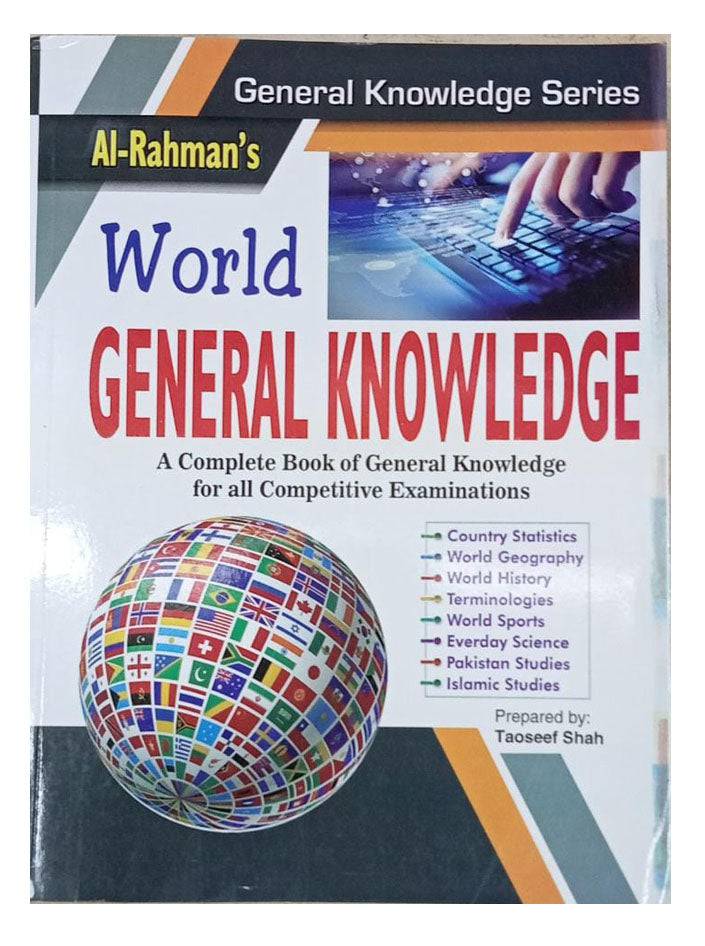 General Knowledge Series
Al-Rahman's
World
GENERAL KNOWLEDGE
A Complete Book of General Knowledge
for all Competitive Examinations
Country Statistics
World Geography
World History
Terminologies
World Sports
Everday Science
Pakistan Studies
Islamic Studies
Prepared by:
Taoseef Shah